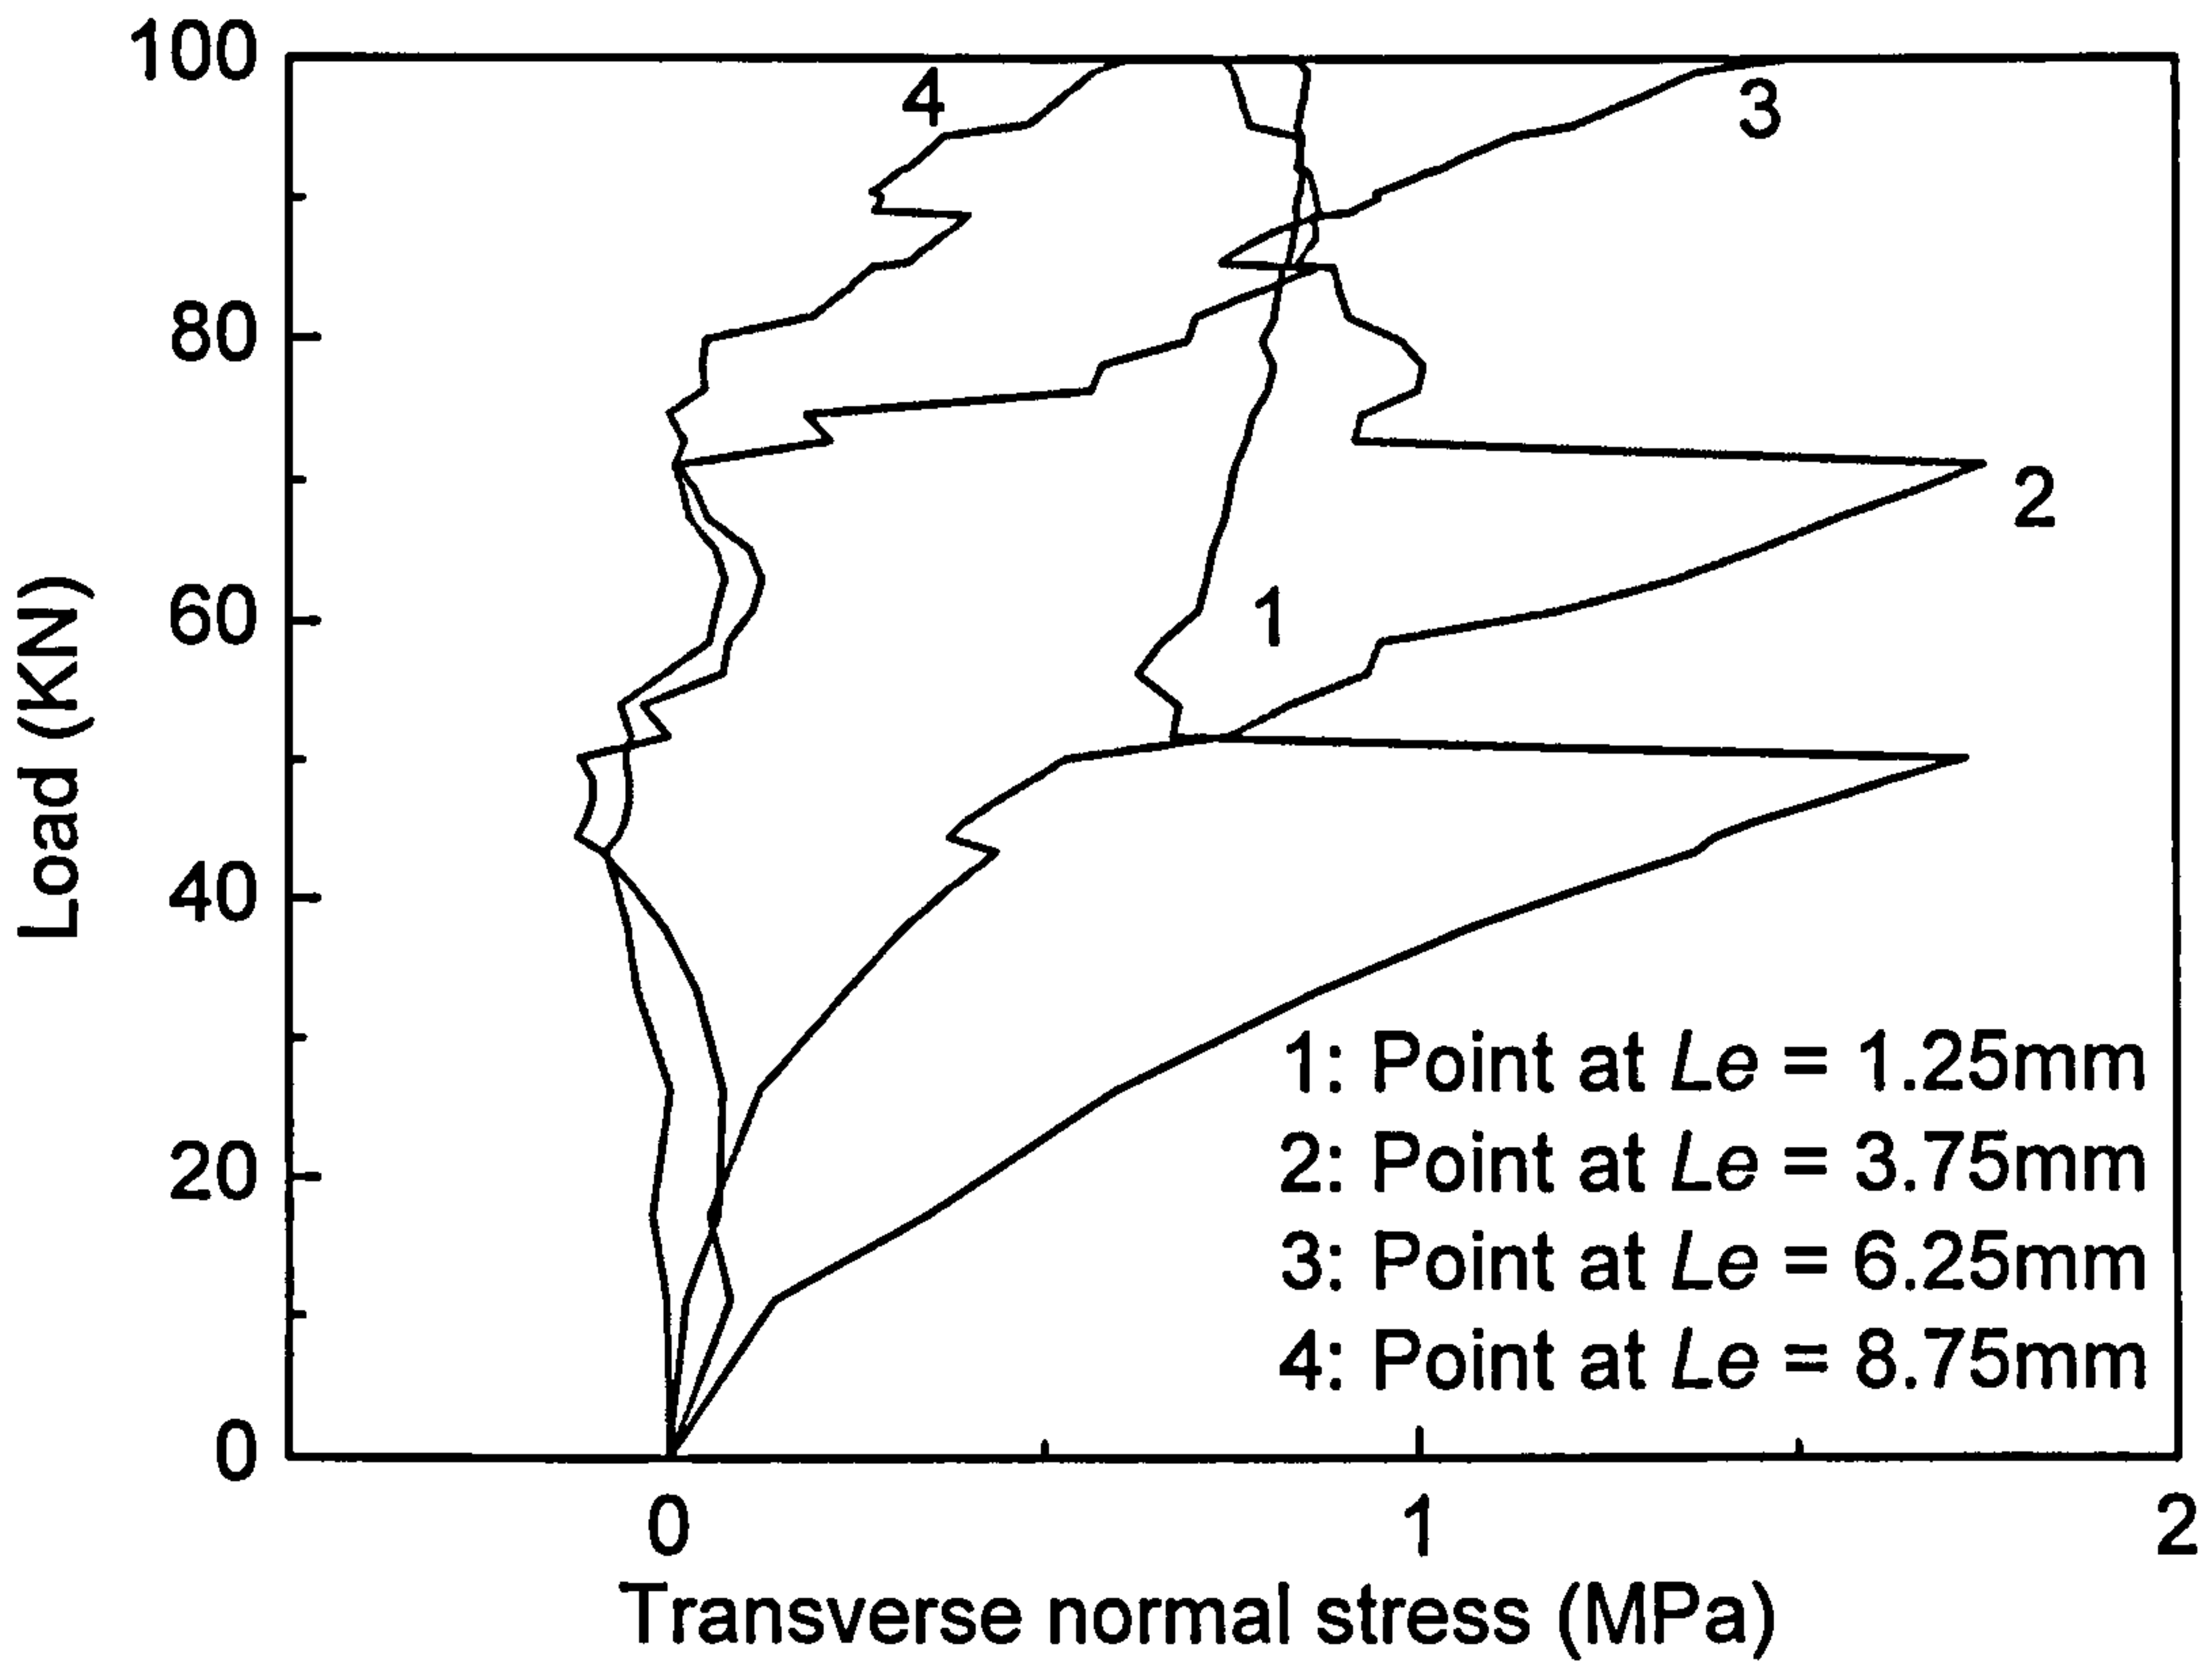 100
4
3
80
2
60
1
Load (KN)
40
1: Point at Le = 1.25mm
20
2: Point at Le = 3.75mm
3: Point at Le = 6.25mm
4: Point at Le = 8.75mm
0
0 1 2
Transverse normal stress (MPa)